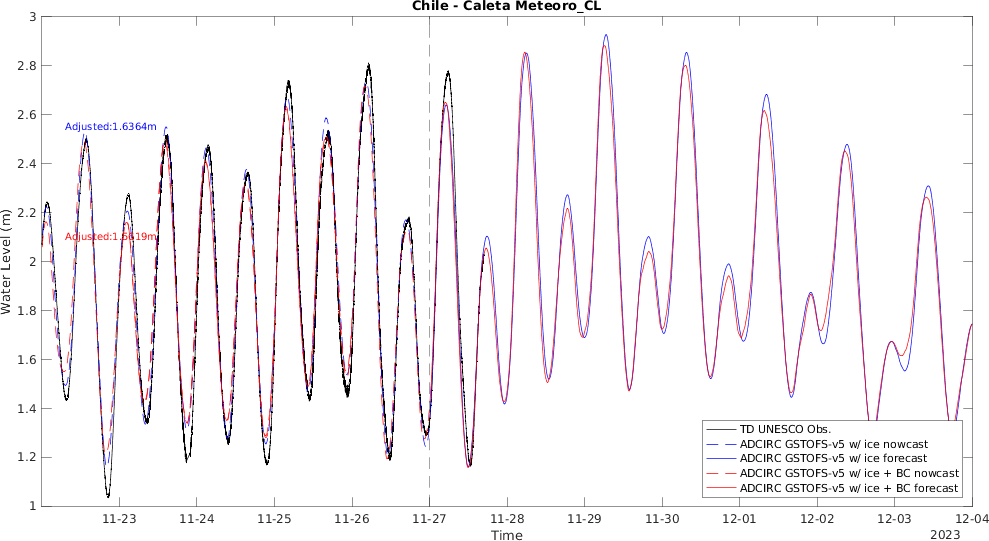 Chile - Caleta Meteoro_CL
Water Level (m)
3
2.8
2.6
2.4
2.2
2
1.8
1.6
1.4
1.2
1
Adjusted:1.6364m
TD UNESCO Obs.
ADCIRC GSTOFS-v5 w/ ice nowcast
ADCIRC GSTOFS-v5 w/ ice forecast
ADCIRC GSTOFS-v5 w/ ice + BC nowcast
ADCIRC GSTOFS-v5 w/ ice + BC forecast
11-23 11-24 11-25 11-26 11-27 11-28 11-29 11-30 12-01 12-02 12-03 12-04
Time
2023